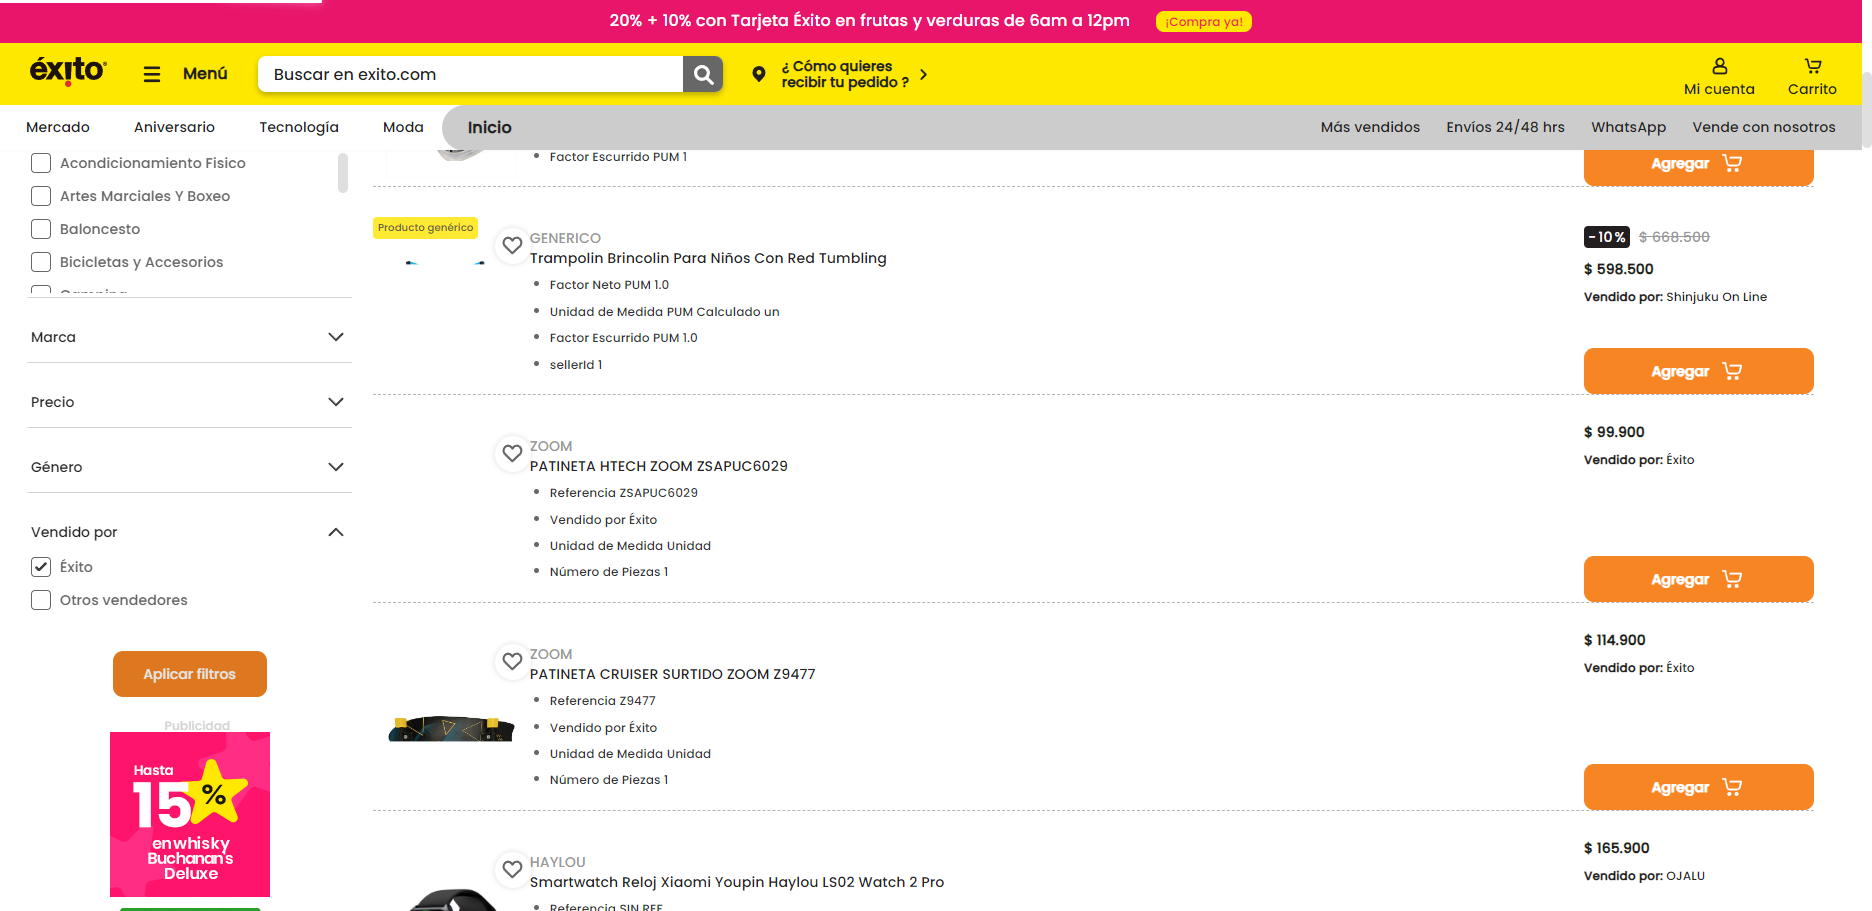 20% + 10% con Tarjeta Éxito en frutas y verduras de 6am a 12pm
¡Compra ya!
éxito
Menú
Buscar en exito.com
¿ Cómo quieres
recibir tu pedido ?
Mi cuenta
Carrito
Mercado
Aniversario
Tecnología
Moda
Inicio
Más vendidos
Envíos 24/48 hrs
WhatsApp
Vende con nosotros
Acondicionamiento Fisico
Artes Marciales Y Boxeo
Baloncesto
Bicicletas y Accesorios
Marca
Precio
Género
Vendido por
Éxito
Otros vendedores
Aplicar filtros
Publicidad
Hasta
15%
en whisky
Buchanan's
Deluxe
Factor Escurrido PUM 1
Agregar
Producto genérico
GENERICO
Trampolin Brincolin Para Niños Con Red Tumbling
Factor Neto PUM 1.0
Unidad de Medida PUM Calculado un
Factor Escurrido PUM 1.0
sellerId 1
-10% $ 668.500
$ 598.500
Vendido por: Shinjuku On Line
Agregar
ZOOM
PATINETA HTECH ZOOM ZSAPUC6029
Referencia ZSAPUC6029
Vendido por Éxito
Unidad de Medida Unidad
Número de Piezas 1
$ 99.900
Vendido por: Éxito
Agregar
ZOOM
PATINETA CRUISER SURTIDO ZOOM Z9477
Referencia Z9477
Vendido por Éxito
Unidad de Medida Unidad
Número de Piezas 1
$ 114.900
Vendido por: Éxito
Agregar
HAYLOU
Smartwatch Reloj Xiaomi Youpin Haylou LS02 Watch 2 Pro
Referencia SIN REF
$ 165.900
Vendido por: OJALU